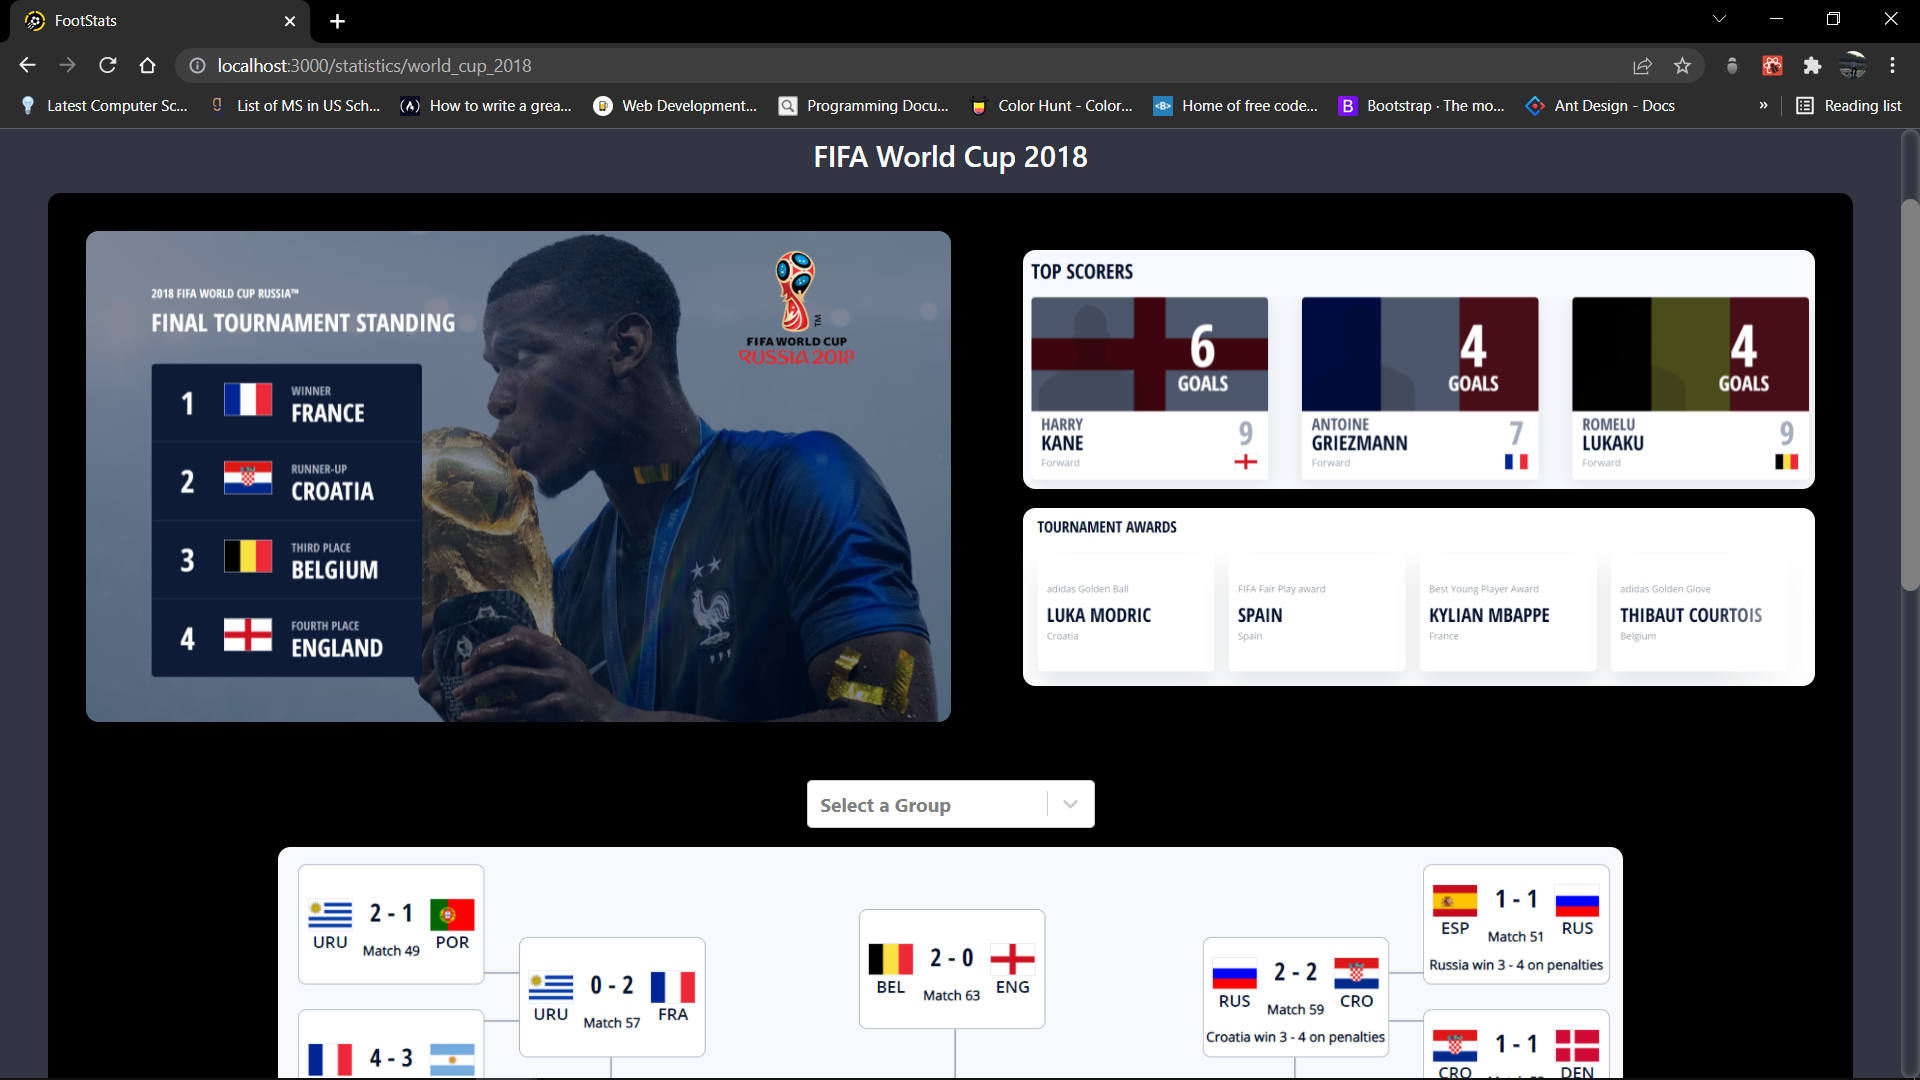 FootStats
localhost:3000/statistics/world_cup_2018
Latest Computer Sc...
List of MS in US Sch...
How to write a grea...
Web Development...
Programming Docu...
Color Hunt - Color...
Home of free code...
Bootstrap · The mo...
Ant Design - Docs
»
Reading list
FIFA World Cup 2018
2018 FIFA WORLD CUP RUSSIA™
FINAL TOURNAMENT STANDING
1
WINNER
FRANCE
2
RUNNER-UP
CROATIA
3
THIRD PLACE
BELGIUM
4
FOURTH PLACE
ENGLAND
TM
FIFA WORLD CUP
RUSSIA 2018
FFF
TOP SCORERS
6
GOALS
HARRY
KANE
Forward
9
4
GOALS
ANTOINE
GRIEZMANN
Forward
7
4
GOALS
ROMELU
LUKAKU
Forward
9
TOURNAMENT AWARDS
adidas Golden Ball
LUKA MODRIC
Croatia
FIFA Fair Play award
SPAIN
Spain
Best Young Player Award
KYLIAN MBAPPE
France
adidas Golden Glove
THIBAUT COURTOIS
Belgium
Select a Group
2 - 1
URU
POR
Match 49
0 - 2
URU
FRA
Match 57
4 - 3
2 - 0
BEL
ENG
Match 63
2 - 2
RUS
CRO
Match 59
Croatia win 3 - 4 on penalties
1 - 1
ESP
RUS
Match 51
Russia win 3 - 4 on penalties
1 - 1
CRO
DEN